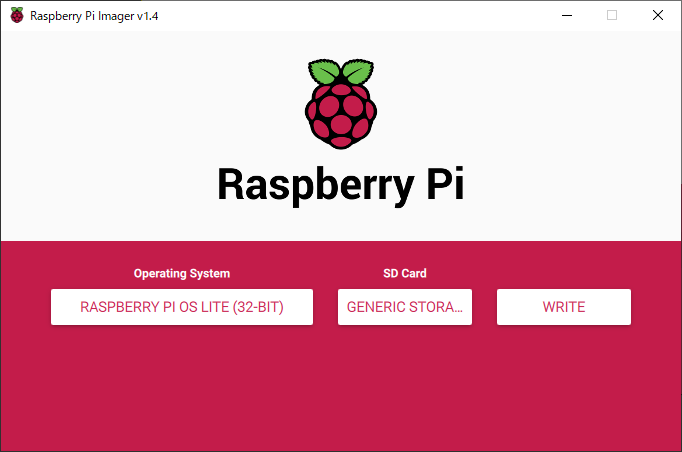 Raspberry Pi Imager v1.4
Raspberry Pi
Operating System
SD Card
RASPBERRY PI OS LITE (32-BIT)
GENERIC STORA...
WRITE